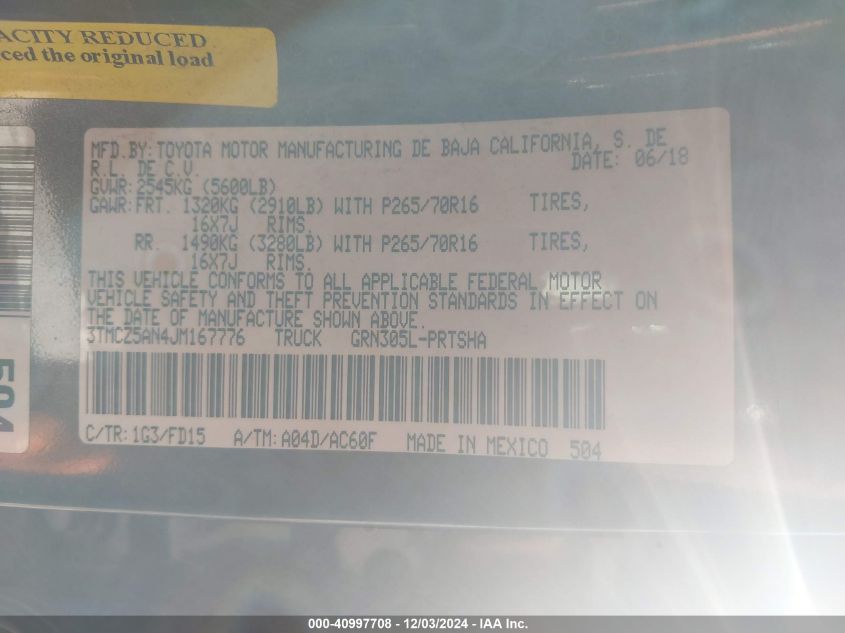 ACITY REDUCED
ced the original load
MFD.BY:TOYOTA MOTOR MANUFACTURING DE BAJA CALIFORNIA, S. DE
R.L. DE C.V. DATE: 06/18
GVWR:2545KG (5600LB)
GAWR:FRT. 1320KG (2910LB) WITH P265/70R16 TIRES,
16X7J RIMS.
RR. 1490KG (3280LB) WITH P265/70R16 TIRES,
16X7J RIMS.
THIS VEHICLE CONFORMS TO ALL APPLICABLE FEDERAL MOTOR
VEHICLE SAFETY AND THEFT PREVENTION STANDARDS IN EFFECT ON
THE DATE OF MANUFACTURE SHOWN ABOVE.
3TMCZ5AN4JM167776 TRUCK GRN305L-PRTSHA
C/TR:1G3/FD15 A/TM:A04D/AC60F MADE IN MEXICO 504
504
000-40997708 - 12/03/2024 - IAA Inc.